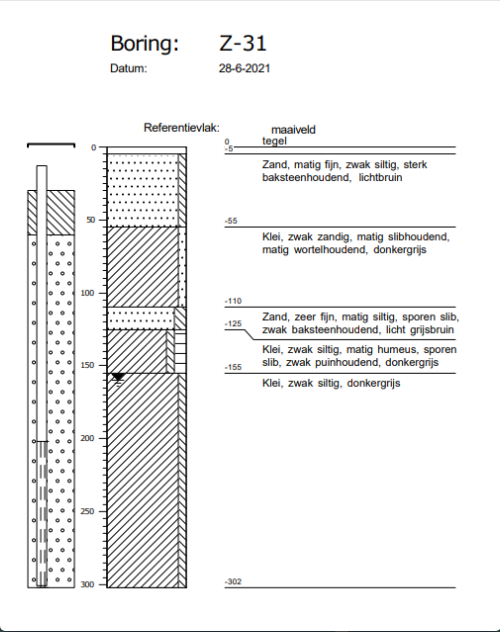 Boring: Z-31
Datum: 28-6-2021
Referentievlak: maaiveld
0 tegel
-5
Zand, matig fijn, zwak siltig, sterk
baksteenhoudend, lichtbruin
-55
Klei, zwak zandig, matig slibhoudend,
matig wortelhoudend, donkergrijs
-110
Zand, zeer fijn, matig siltig, sporen slib,
zwak baksteenhoudend, licht grijsbruin
-125
Klei, zwak siltig, matig humeus, sporen
slib, zwak puinhoudend, donkergrijs
-155
Klei, zwak siltig, donkergrijs
-302
0
50
100
150
200
250
300